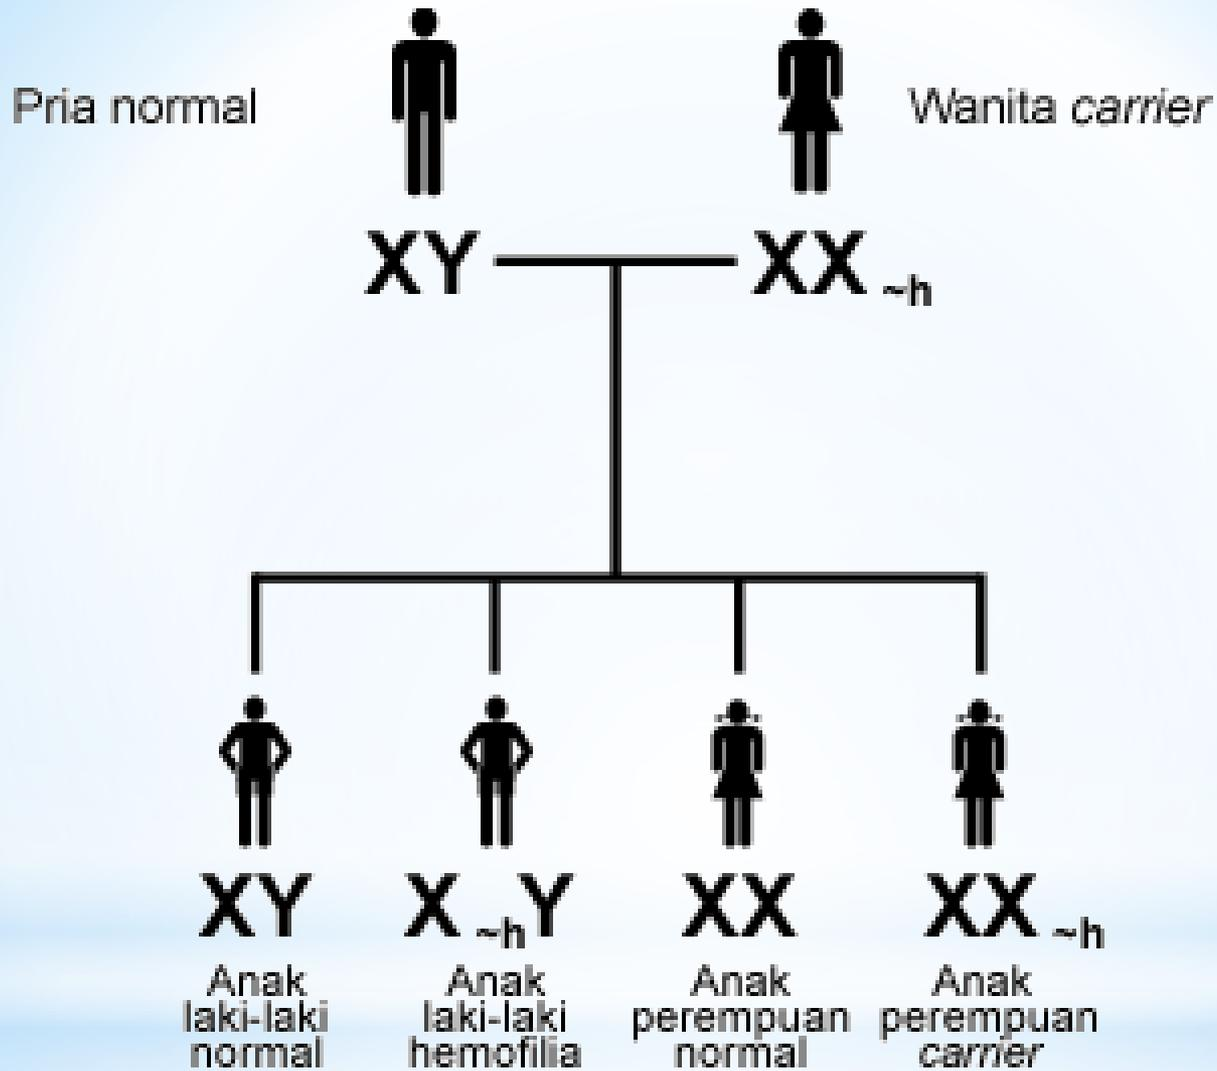 Pria normal
Wanita carrier
XY
XX ~h
XY
X ~h Y
XX
XX ~h
Anak
laki-laki
normal
Anak
laki-laki
hemofilia
Anak
perempuan
normal
Anak
perempuan
carrier